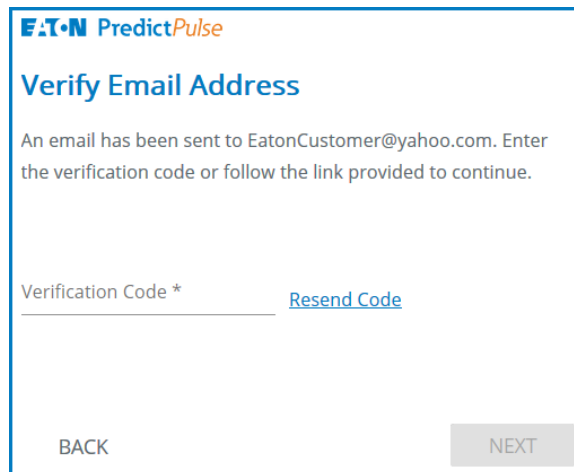 EATON PredictPulse
Verify Email Address
An email has been sent to EatonCustomer@yahoo.com. Enter
the verification code or follow the link provided to continue.
Verification Code * Resend Code
BACK NEXT